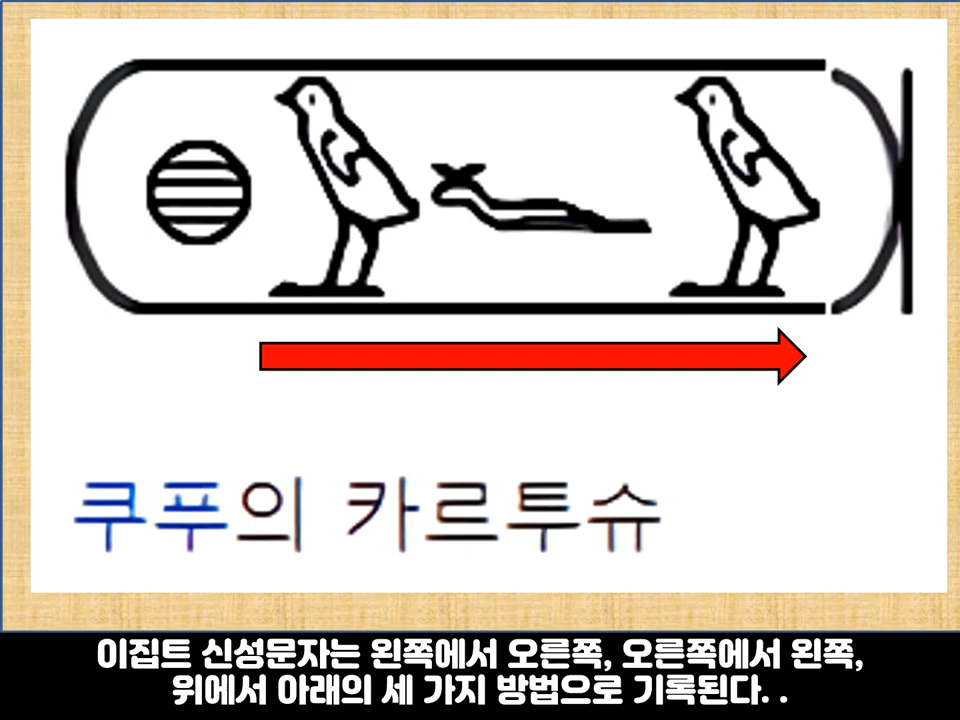 쿠푸의 카르투슈
이집트 신성문자는 왼쪽에서 오른쪽, 오른쪽에서 왼쪽,
위에서 아래의 세 가지 방법으로 기록된다. .